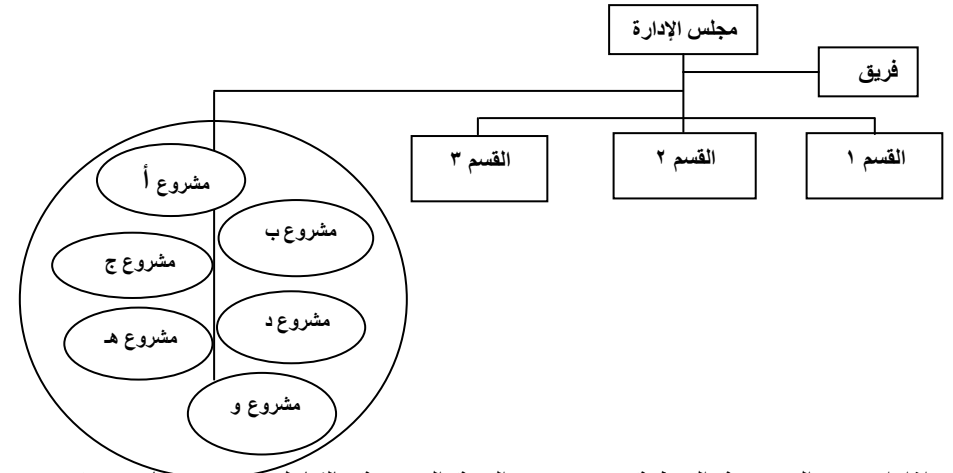 مجلس الإدارة
فريق
القسم ١
القسم ٢
القسم ٣
مشروع أ
مشروع ب
مشروع ج
مشروع د
مشروع هـ
مشروع و